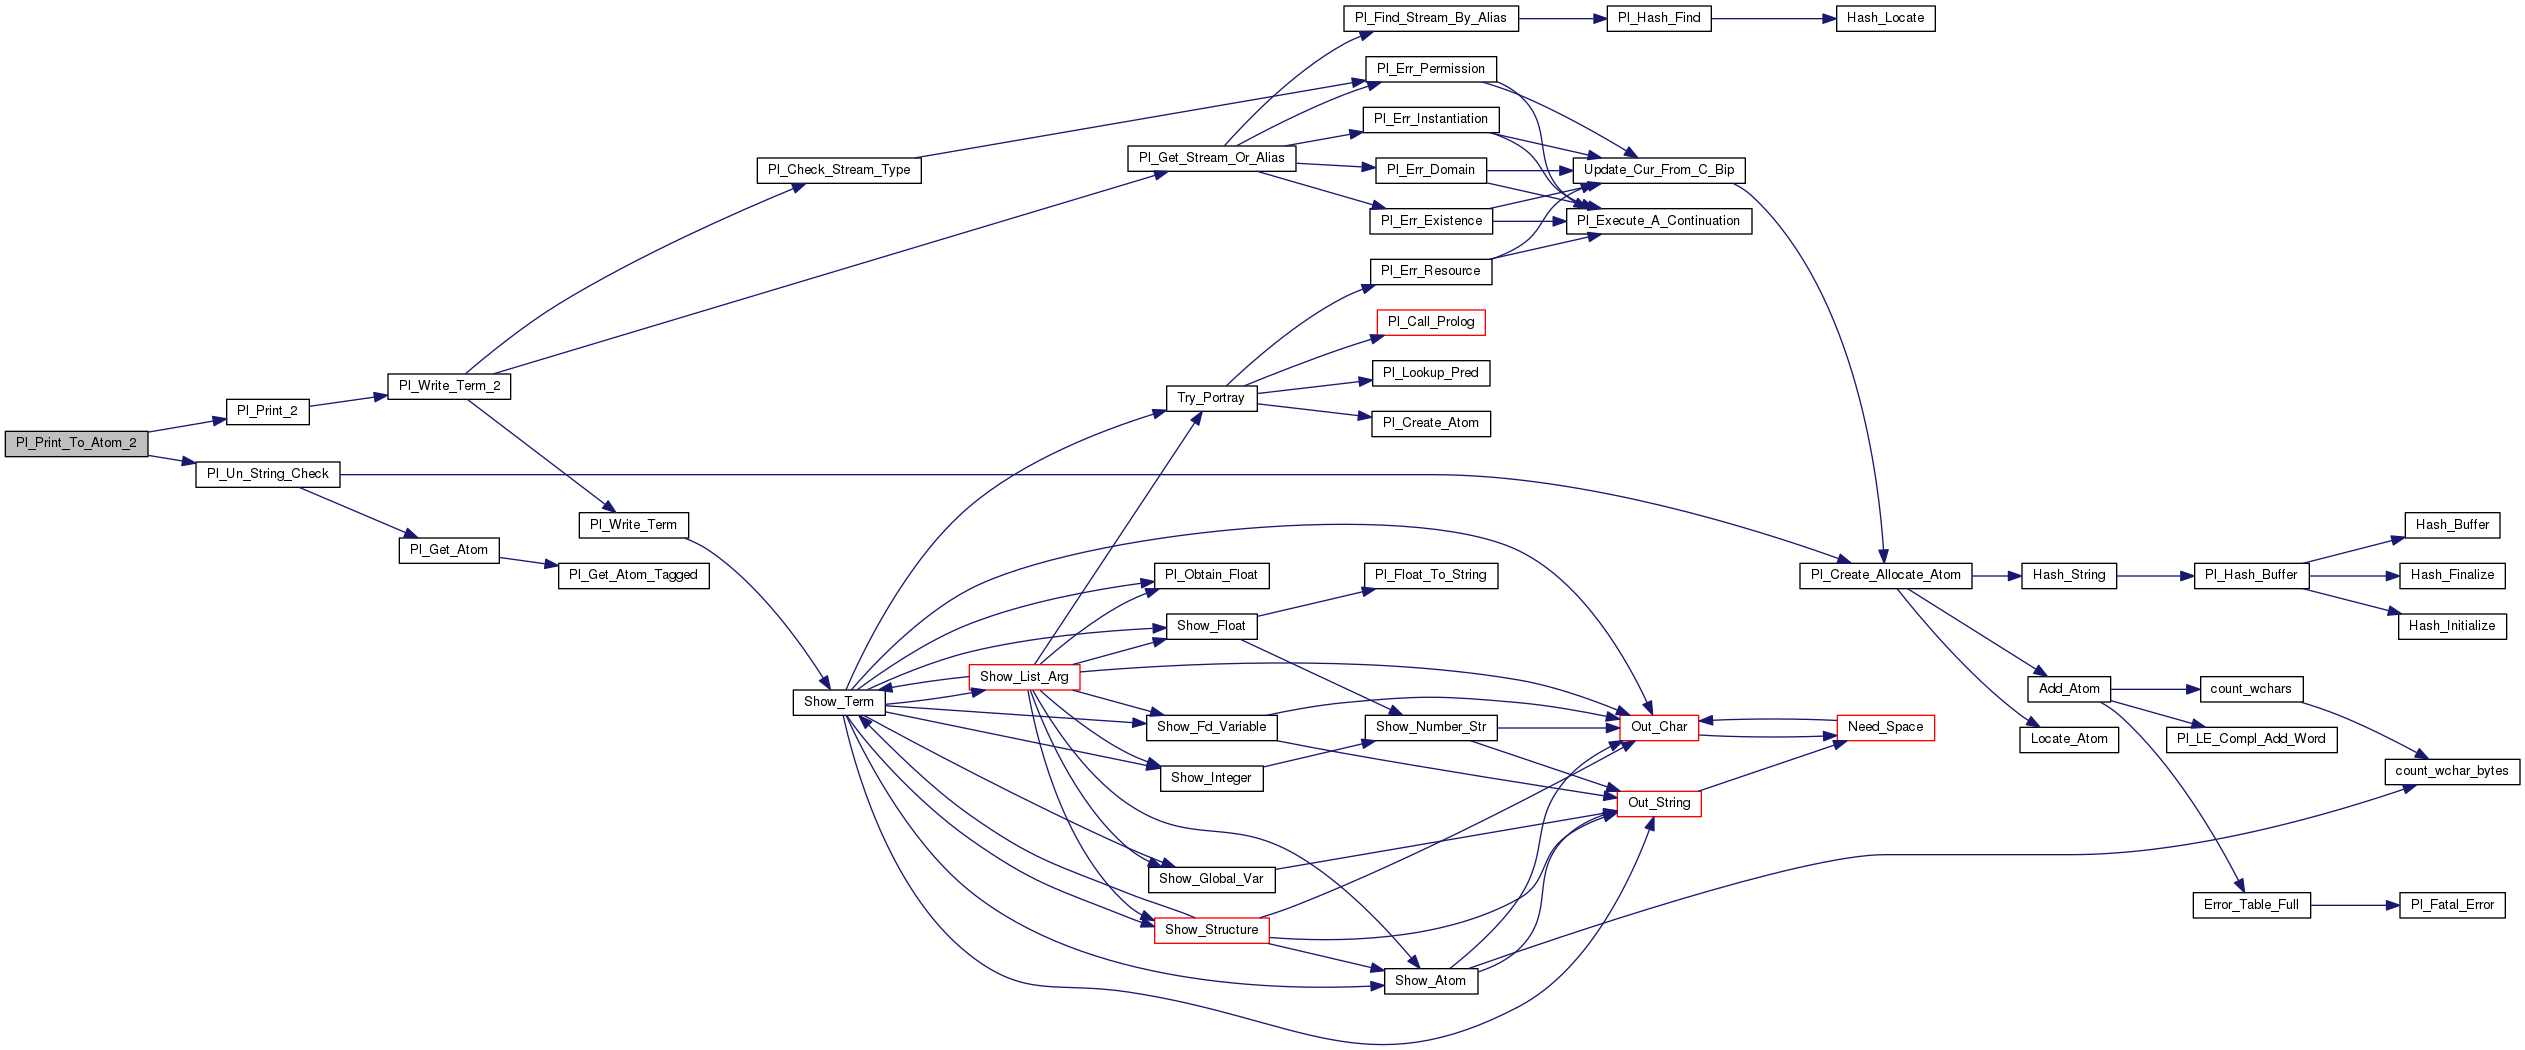 Pl_Find_Stream_By_Alias
Pl_Hash_Find
Hash_Locate
Pl_Err_Permission
Pl_Err_Instantiation
Pl_Check_Stream_Type
Pl_Get_Stream_Or_Alias
Pl_Err_Domain
Update_Cur_From_C_Bip
Pl_Err_Existence
Pl_Execute_A_Continuation
Pl_Err_Resource
Pl_Call_Prolog
Pl_Lookup_Pred
Pl_Write_Term_2
Try_Portray
Pl_Print_2
Pl_Create_Atom
Pl_Print_To_Atom_2
Pl_Un_String_Check
Pl_Write_Term
Hash_Buffer
Pl_Get_Atom
Pl_Get_Atom_Tagged
Pl_Obtain_Float
Pl_Float_To_String
Pl_Create_Allocate_Atom
Hash_String
Pl_Hash_Buffer
Hash_Finalize
Show_Float
Hash_Initialize
Show_List_Arg
Add_Atom
count_wchars
Show_Term
Show_Fd_Variable
Show_Number_Str
Out_Char
Need_Space
Locate_Atom
Pl_LE_Compl_Add_Word
Show_Integer
count_wchar_bytes
Out_String
Show_Global_Var
Error_Table_Full
Pl_Fatal_Error
Show_Structure
Show_Atom